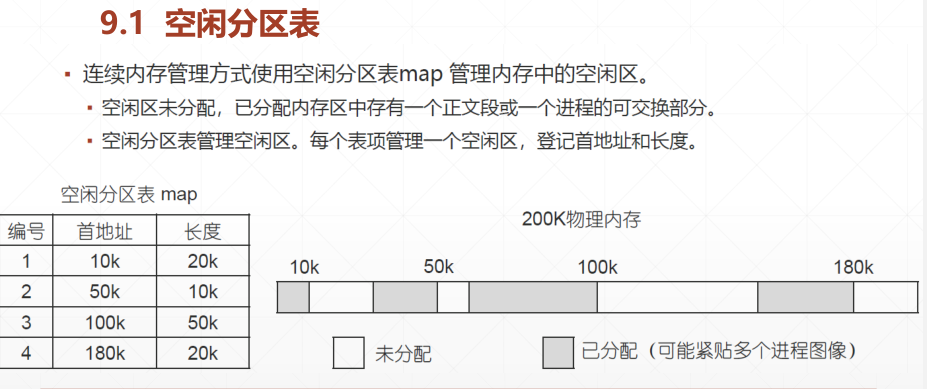 9.1 空闲分区表
▪ 连续内存管理方式使用空闲分区表map 管理内存中的空闲区。
▪ 空闲区未分配，已分配内存区中存有一个正文段或一个进程的可交换部分。
▪ 空闲分区表管理空闲区。每个表项管理一个空闲区，登记首地址和长度。
空闲分区表 map
编号 首地址 长度
1 10k 20k
2 50k 10k
3 100k 50k
4 180k 20k
200K物理内存
10k 50k 100k 180k
未分配 已分配（可能紧贴多个进程图像）